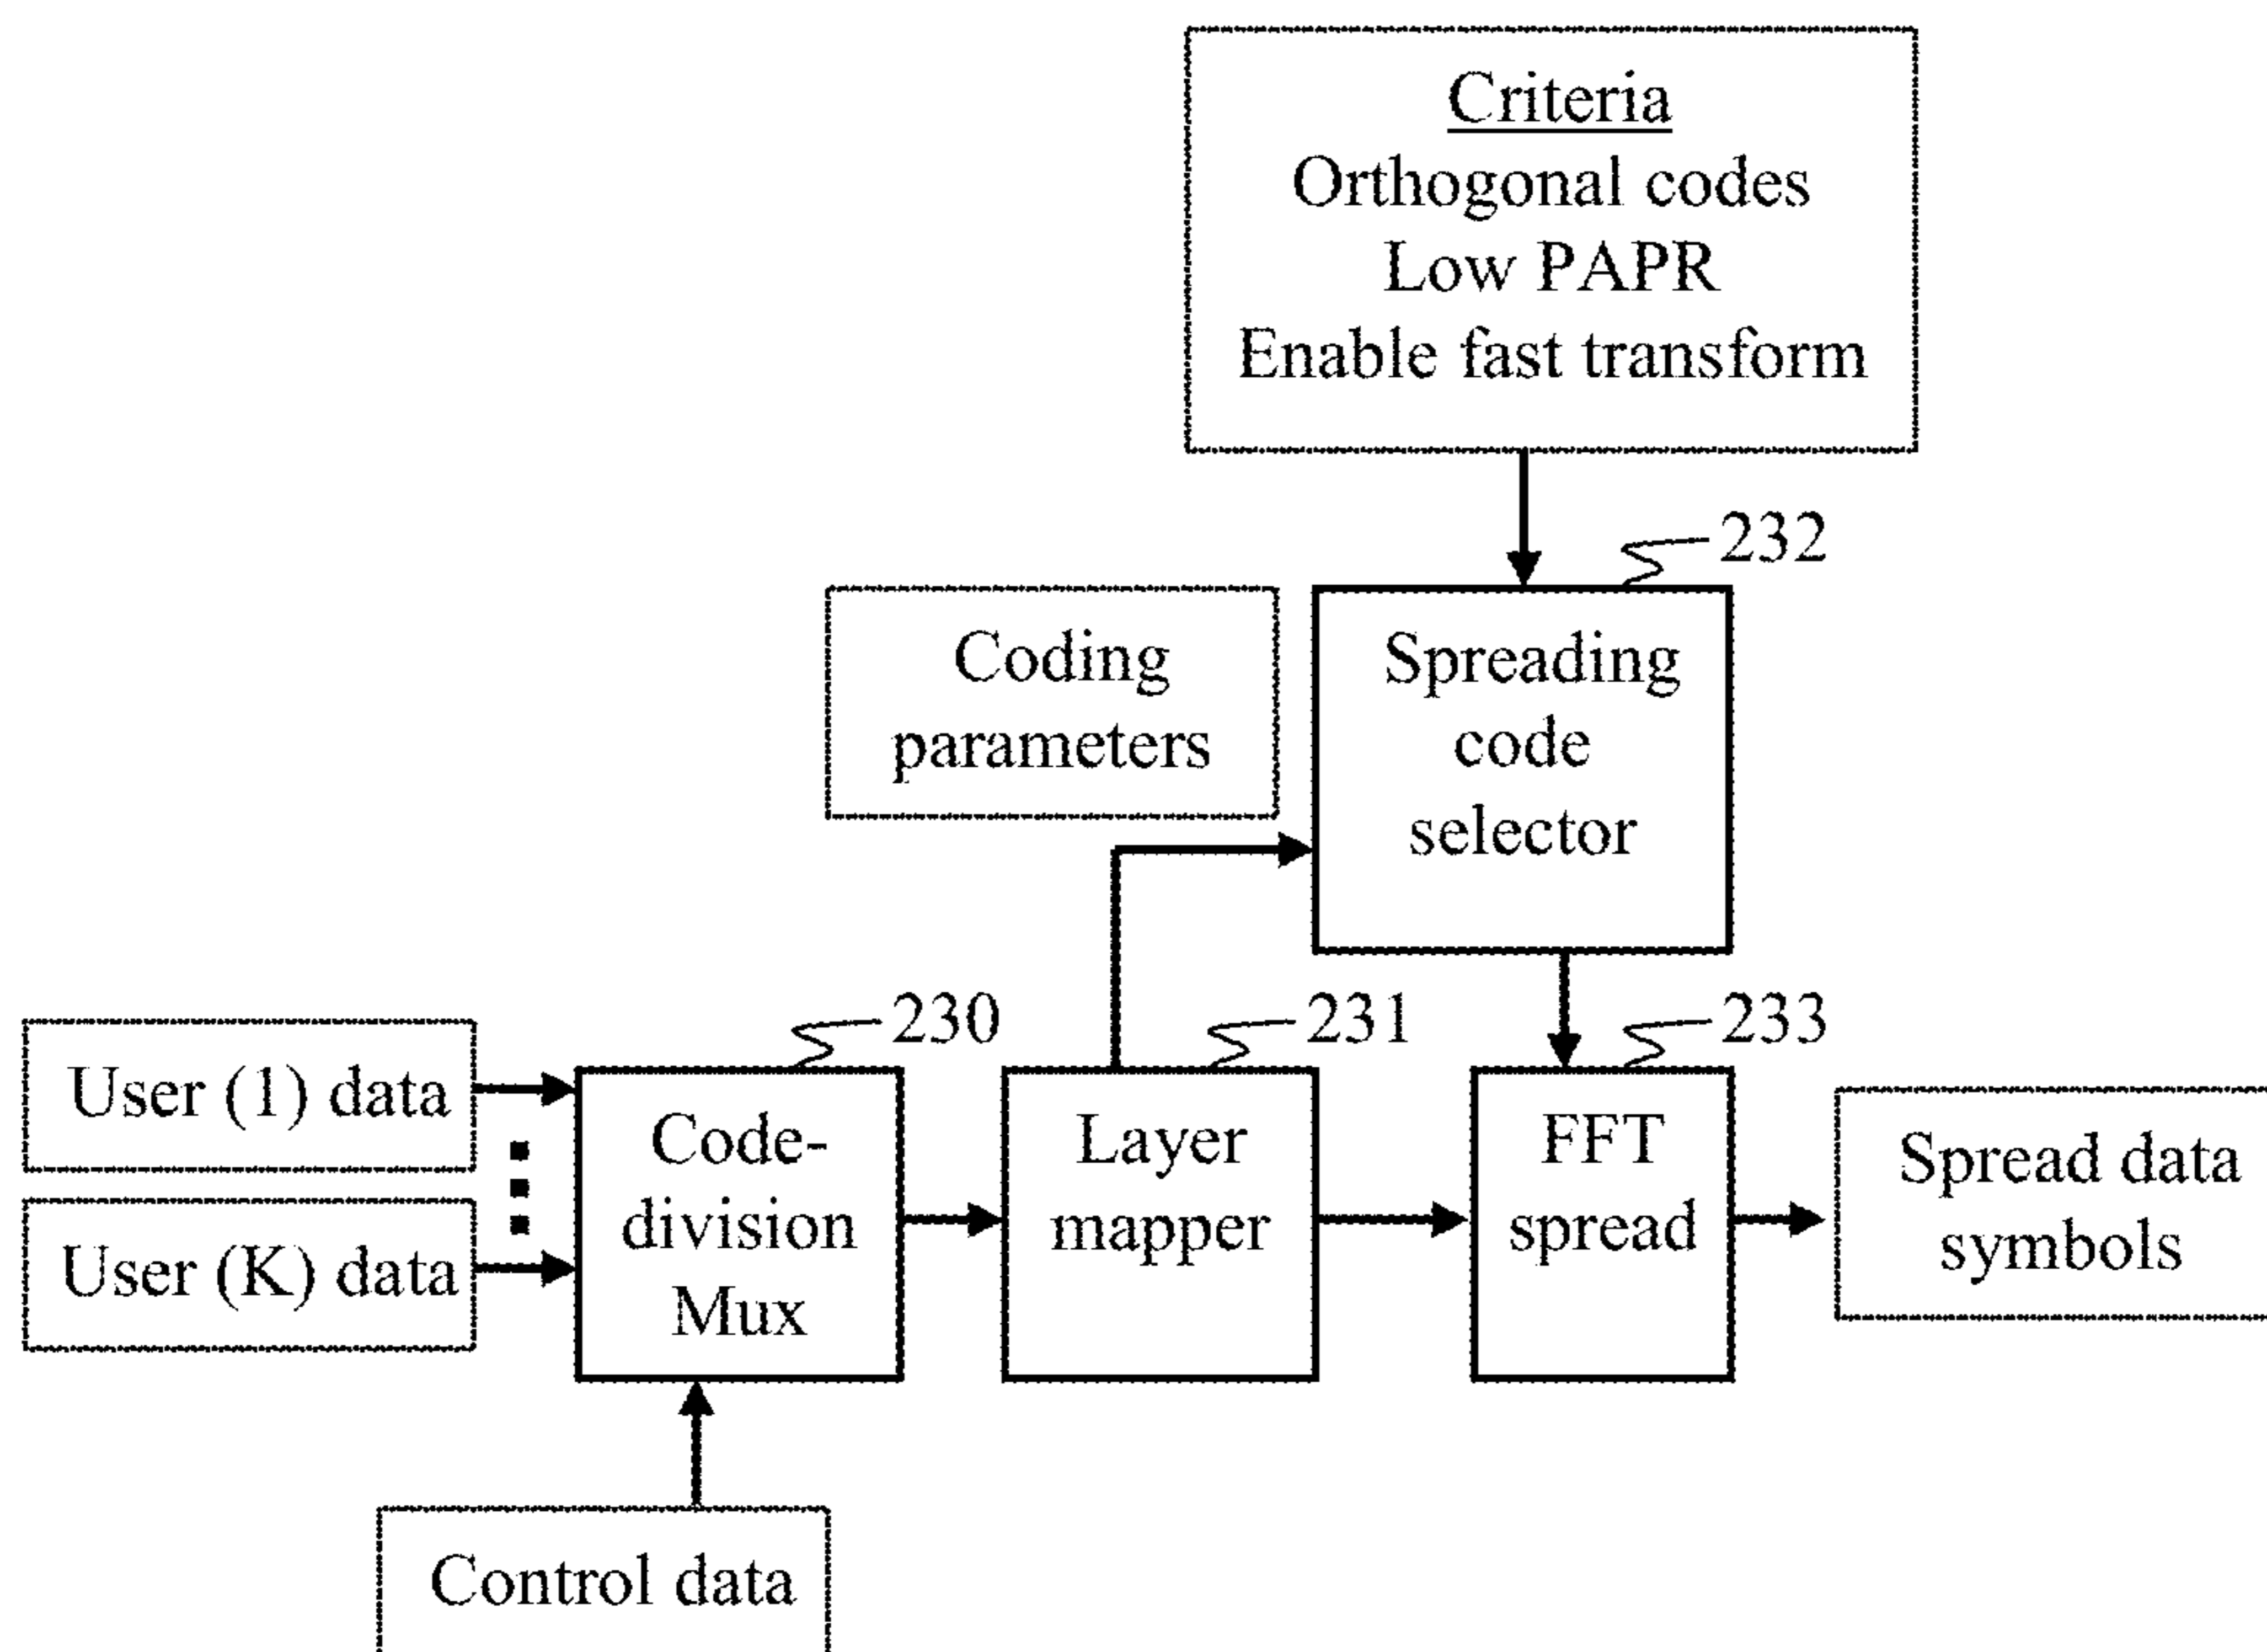 Criteria
Orthogonal codes
Low PAPR
Enable fast transform
232
Coding
parameters
Spreading
code
selector
230
231
233
User (1) data
User (K) data
Code-
division
Mux
Layer
mapper
FFT
spread
Spread data
symbols
Control data